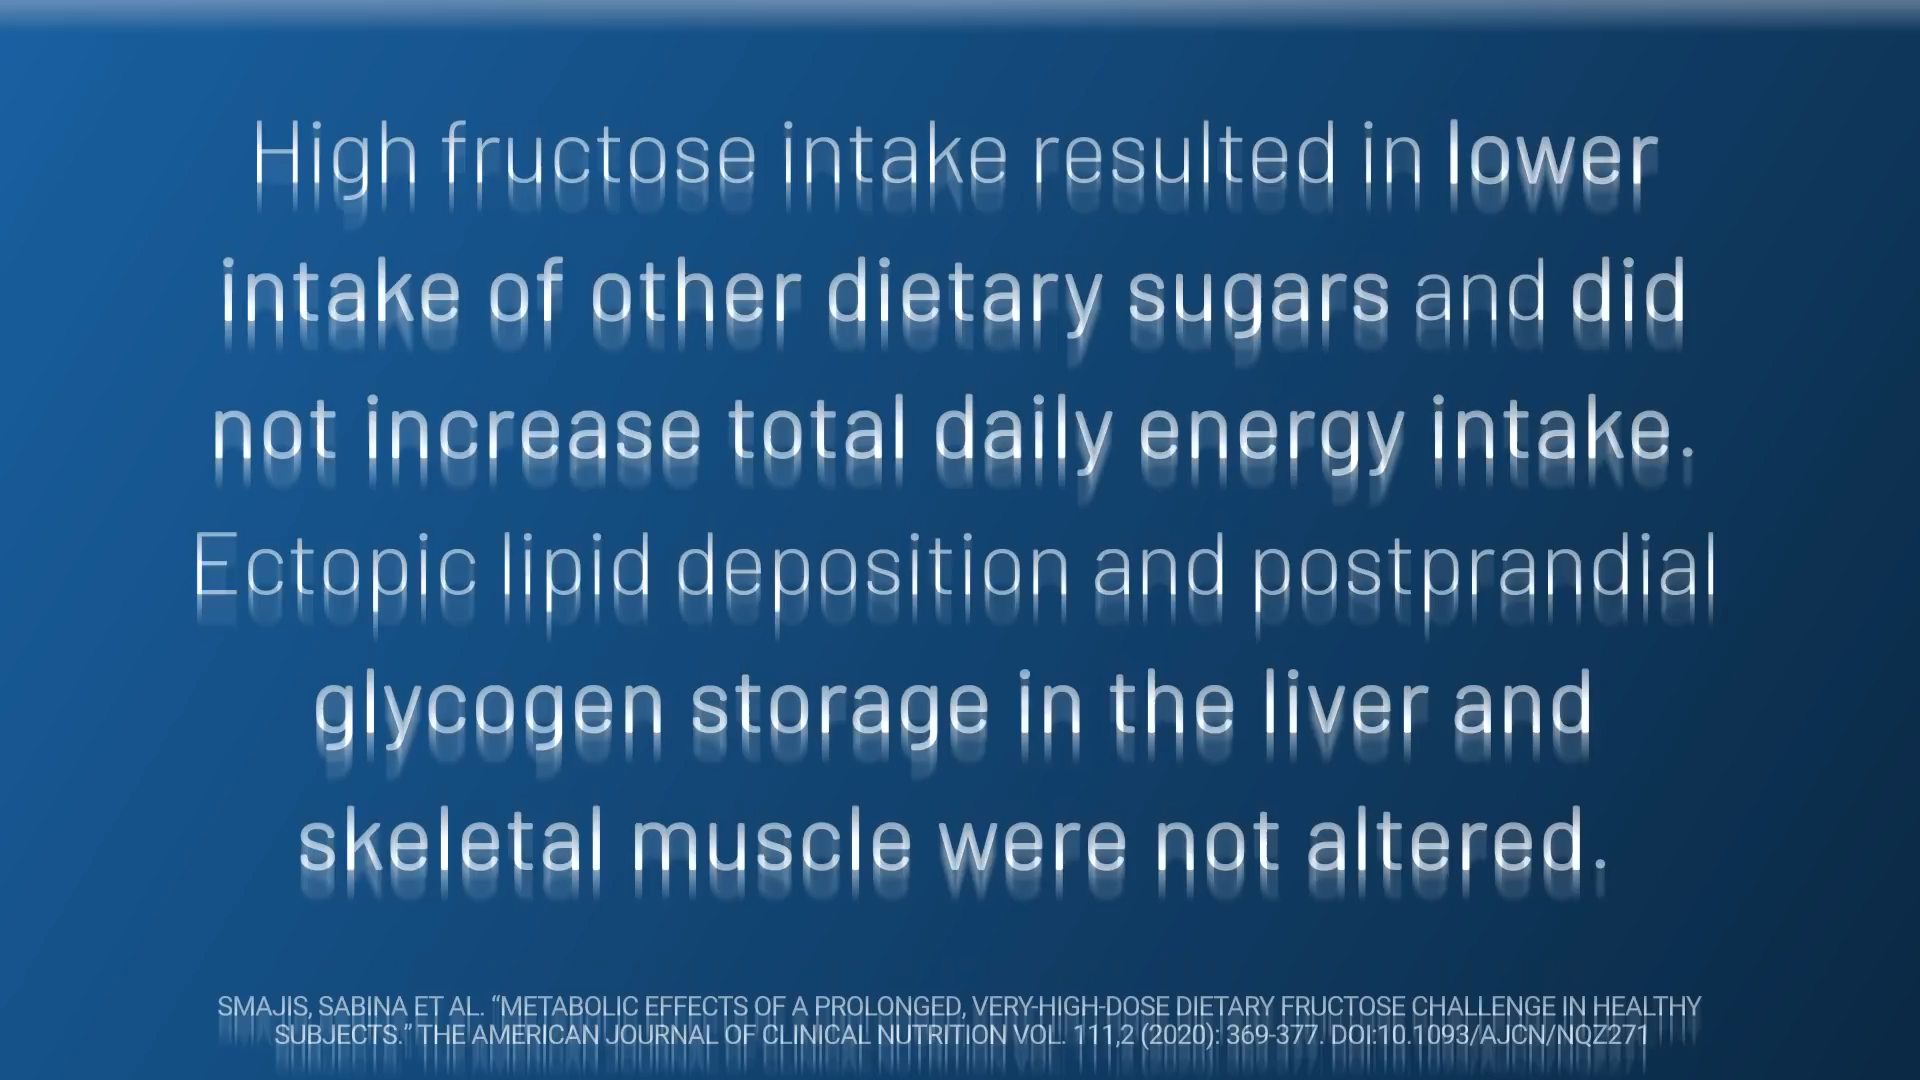 High fructose intake resulted in lower
intake of other dietary sugars and did
not increase total daily energy intake.
Ectopic lipid deposition and postprandial
glycogen storage in the liver and
skeletal muscle were not altered.
SMAJIS, SABINA ET AL. “METABOLIC EFFECTS OF A PROLONGED, VERY-HIGH-DOSE DIETARY FRUCTOSE CHALLENGE IN HEALTHY
SUBJECTS.” THE AMERICAN JOURNAL OF CLINICAL NUTRITION VOL. 111,2 (2020): 369-377. DOI:10.1093/AJCN/NQZ271